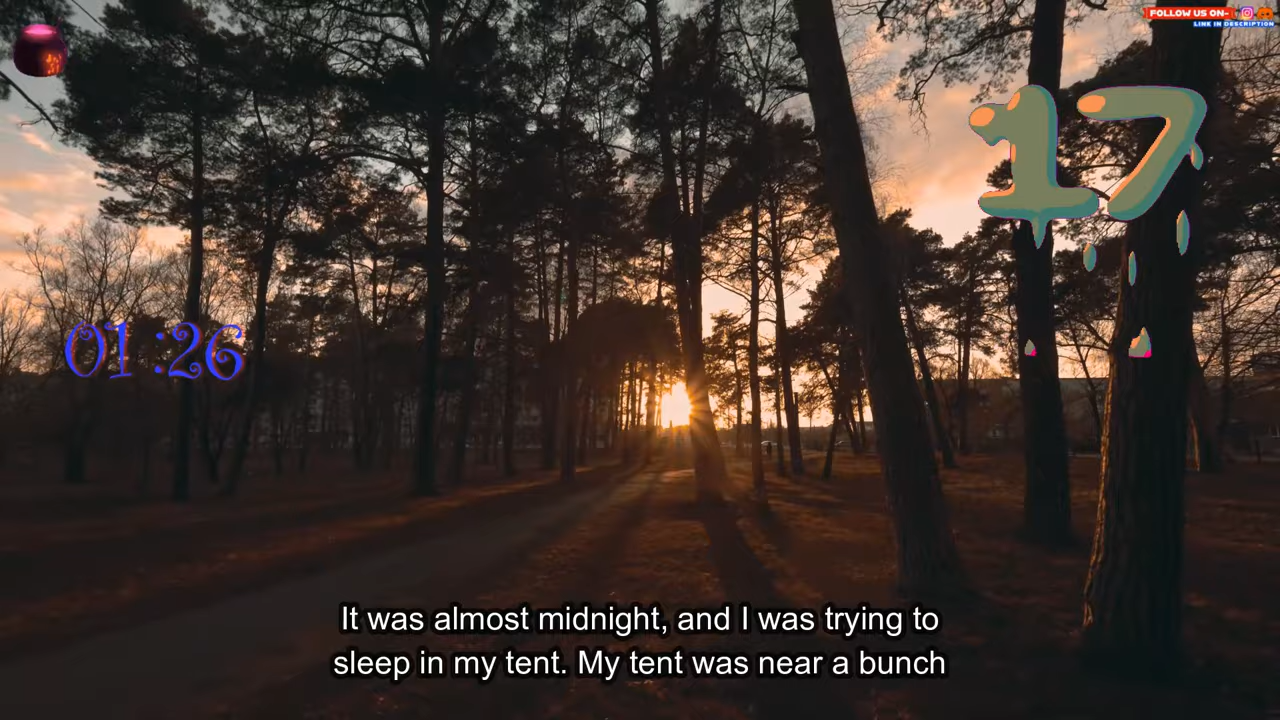 FOLLOW US ON-
LINK IN DESCRIPTION
17
01:26
It was almost midnight, and I was trying to
sleep in my tent. My tent was near a bunch